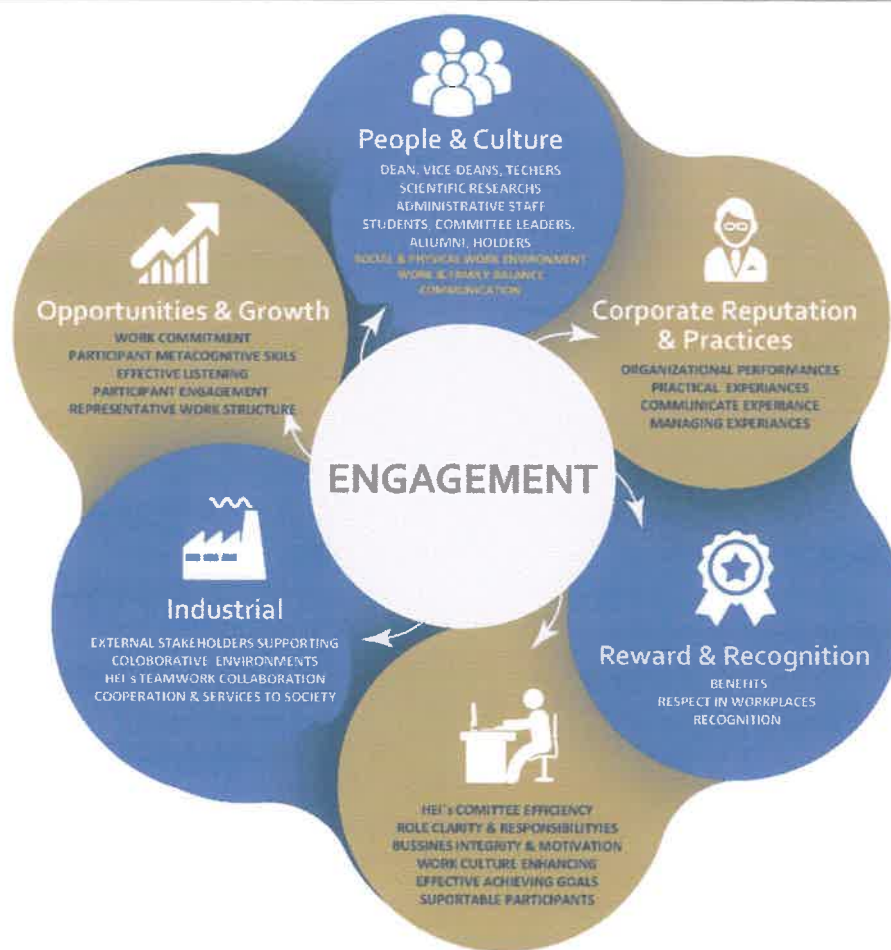 People & Culture
DEAN, VICE-DEANS, TECHERS
SCIENTIFIC RESEARCHS
ADMINISTRATIVE STAFF
STUDENTS, COMMITTEE LEADERS,
ALIUMNI, HOLDERS
SOCIAL & PHYSICAL WORK ENVIRONMENT
WORK & FAMILY BALANCE
COMMUNICATION
Corporate Reputation
& Practices
ORGANIZATIONAL PERFORMANCES
PRACTICAL EXPERIANCES
COMMUNICATE EXPERIANCE
MANAGING EXPERIANCES
Reward & Recognition
BENEFITS
RESPECT IN WORKPLACES
RECOGNITION
HEI's COMITTEE EFFICIENCY
ROLE CLARITY & RESPONSIBILITYIES
BUSSINES INTEGRITY & MOTIVATION
WORK CULTURE ENHANCING
EFFECTIVE ACHIEVING GOALS
SUPORTABLE PARTICIPANTS
Industrial
EXTERNAL STAKEHOLDERS SUPPORTING
COLOBORATIVE ENVIRONMENTS
HEI's TEAMWORK COLLABORATION
COOPERATION & SERVICES TO SOCIETY
Opportunities & Growth
WORK COMMITMENT
PARTICIPANT METACOGNITIVE SKILS
EFFECTIVE LISTENING
PARTICIPANT ENGAGEMENT
REPRESENTATIVE WORK STRUCTURE
ENGAGEMENT